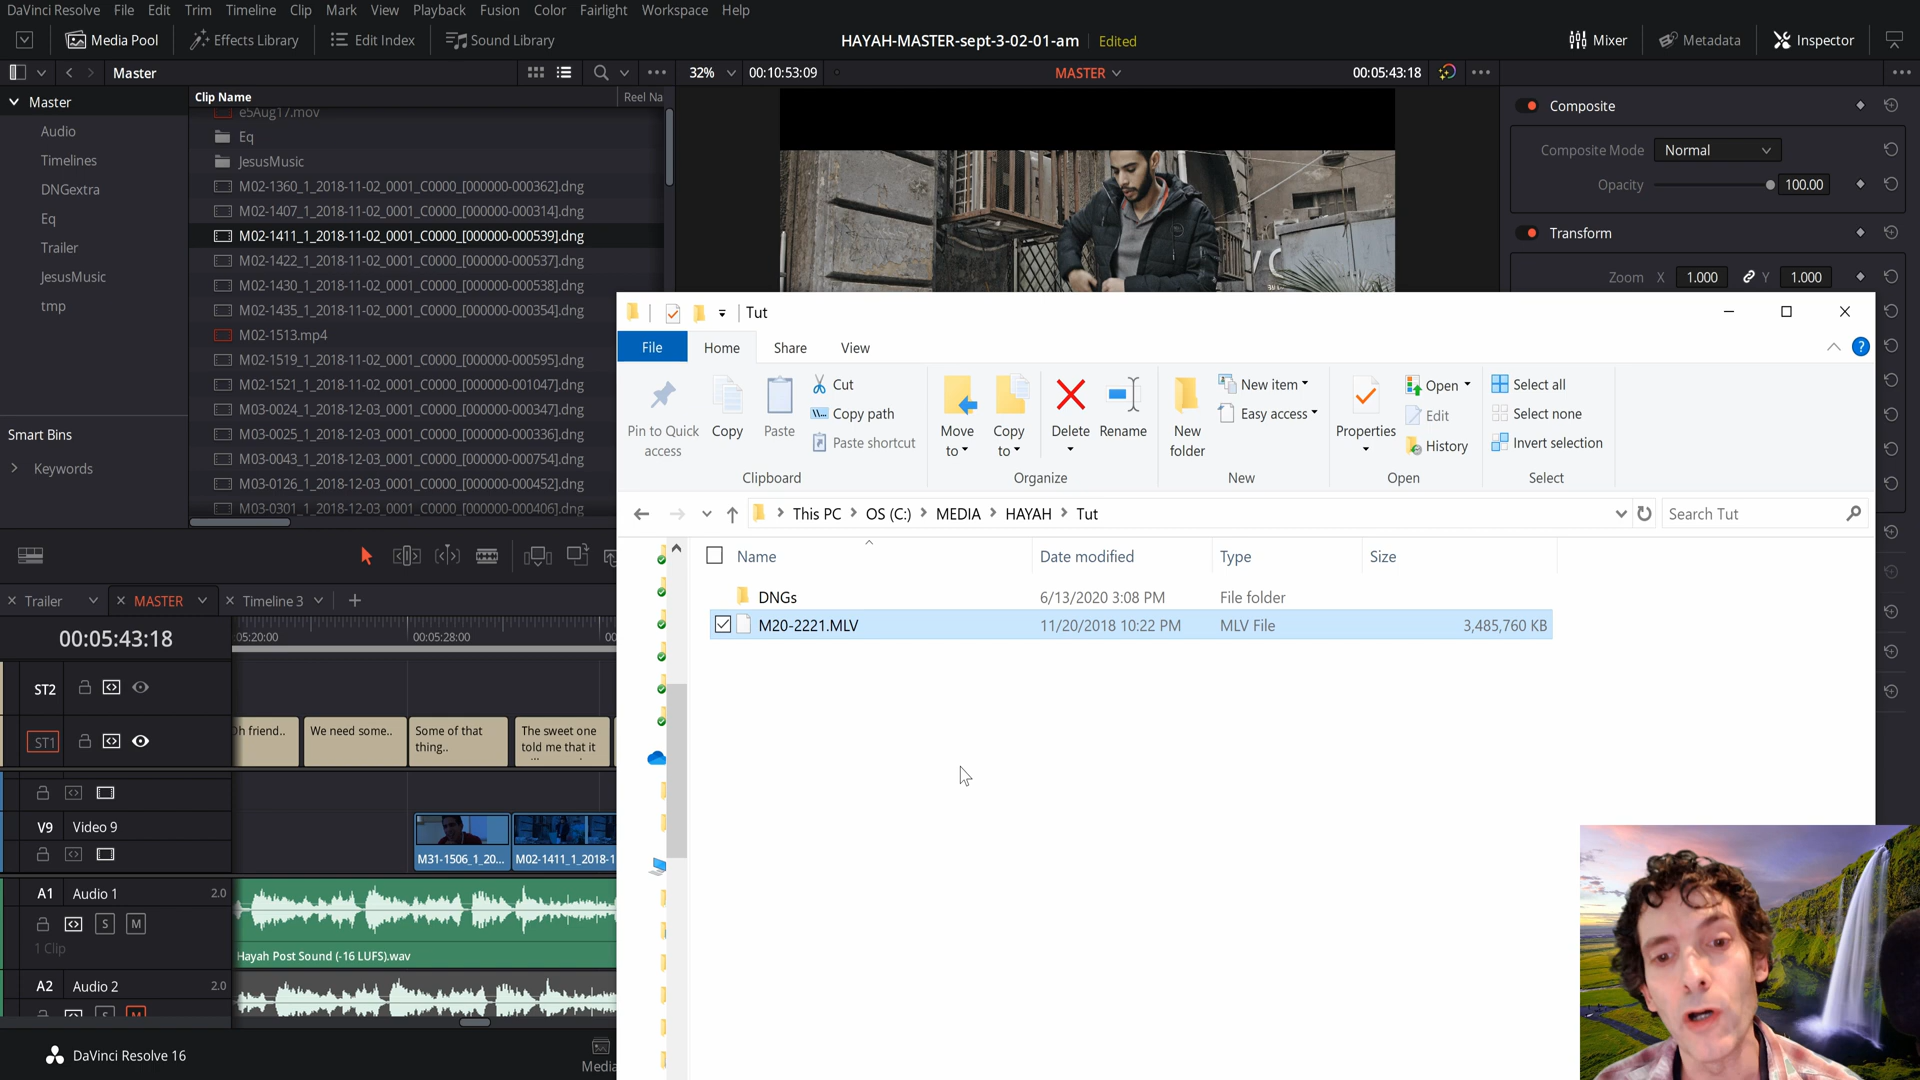 DaVinci Resolve File Edit Trim Timeline Clip Mark View Playback Fusion Color Fairlight Workspace Help
Media Pool Effects Library Edit Index Sound Library HAYAH-MASTER-sept-3-02-01-am Edited Mixer Metadata Inspector
Master 32% 00:10:53:09 MASTER 00:05:43:18
Master
Audio
Timelines
DNGextra
Eq
Trailer
JesusMusic
tmp
Smart Bins
Keywords
Clip Name Reel Na
e5Aug17.mov
Eq
JesusMusic
M02-1360_1_2018-11-02_0001_C0000_[000000-000362].dng
M02-1407_1_2018-11-02_0001_C0000_[000000-000314].dng
M02-1411_1_2018-11-02_0001_C0000_[000000-000539].dng
M02-1422_1_2018-11-02_0001_C0000_[000000-000537].dng
M02-1430_1_2018-11-02_0001_C0000_[000000-000538].dng
M02-1435_1_2018-11-02_0001_C0000_[000000-000354].dng
M02-1513.mp4
M02-1519_1_2018-11-02_0001_C0000_[000000-000595].dng
M02-1521_1_2018-11-02_0001_C0000_[000000-001047].dng
M03-0024_1_2018-12-03_0001_C0000_[000000-000347].dng
M03-0025_1_2018-12-03_0001_C0000_[000000-000336].dng
M03-0043_1_2018-12-03_0001_C0000_[000000-000754].dng
M03-0126_1_2018-12-03_0001_C0000_[000000-000452].dng
M03-0301_1_2018-12-03_0001_C0000_[000000-000406].dng
Composite
Composite Mode Normal
Opacity 100.00
Transform
Zoom X 1.000 Y 1.000
Tut
File Home Share View
Pin to Quick access
Copy
Paste
Cut
Copy path
Paste shortcut
Clipboard
Move to
Copy to
Delete
Rename
Organize
New folder
New item
Easy access
New
Properties
Open
Edit
History
Open
Select all
Select none
Invert selection
Select
This PC OS (C:) MEDIA HAYAH Tut
Search Tut
Name Date modified Type Size
DNGs 6/13/2020 3:08 PM File folder
M20-2221.MLV 11/20/2018 10:22 PM MLV File 3,485,760 KB
Trailer MASTER Timeline 3
00:05:43:18
05:20:00 00:05:28:00 00
ST2
ST1
h friend..
We need some..
Some of that thing..
The sweet one told me that it
V9 Video 9
M31-1506_1_20... M02-1411_1_2018-1
A1 Audio 1 2.0
S M
1 Clip
Hayah Post Sound (-16 LUFS).wav
A2 Audio 2 2.0
S M
DaVinci Resolve 16
Media